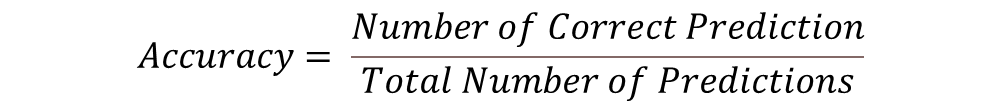 Accuracy = Number of Correct Prediction
Total Number of Predictions